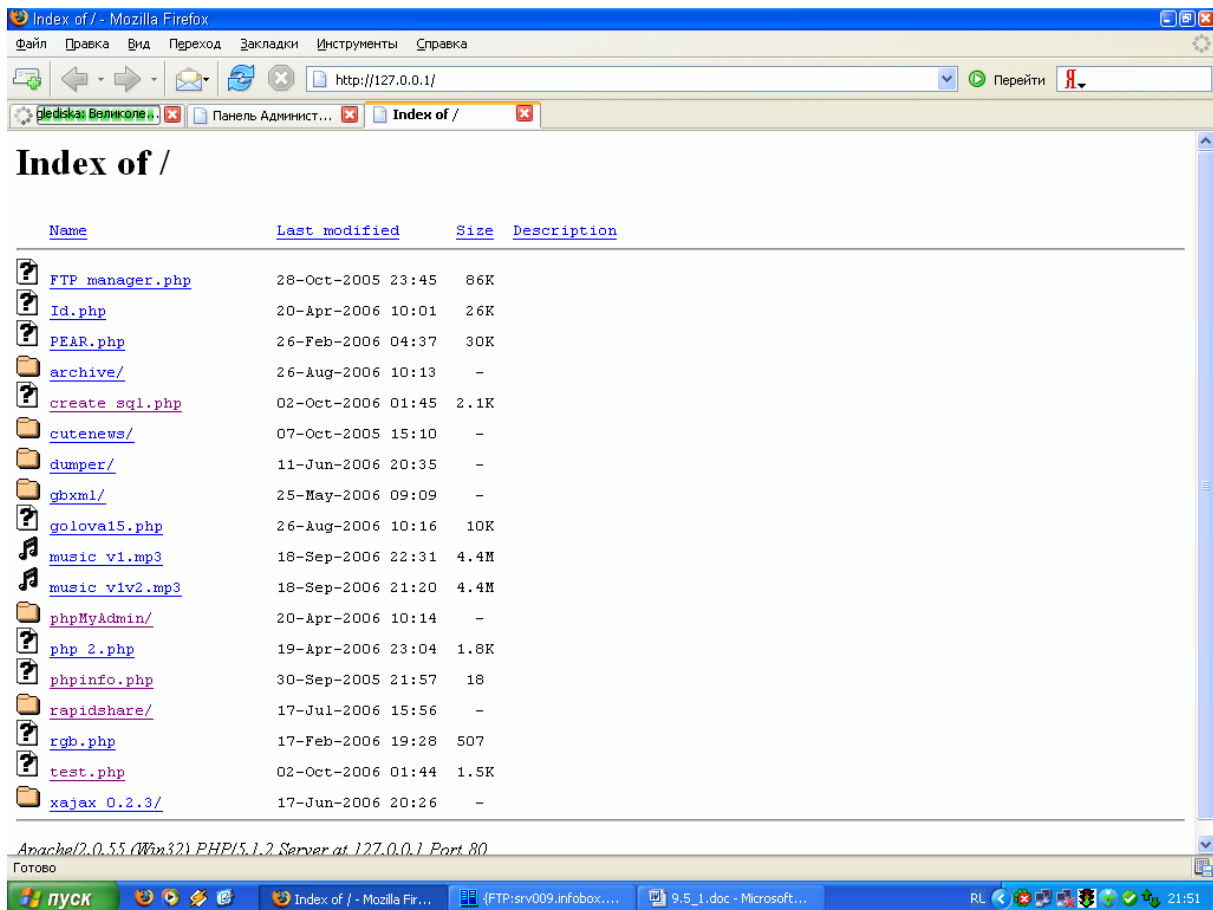 Index of / - Mozilla Firefox
Файл Правка Вид Переход Закладки Инструменты Справка
http://127.0.0.1/ Перейти Я
glediska: Великоле... Панель Админист... Index of /
Index of /
Name Last modified Size Description
FTP manager.php 28-Oct-2005 23:45 86K
Id.php 20-Apr-2006 10:01 26K
PEAR.php 26-Feb-2006 04:37 30K
archive/ 26-Aug-2006 10:13 -
create sql.php 02-Oct-2006 01:45 2.1K
cutenews/ 07-Oct-2005 15:10 -
dumper/ 11-Jun-2006 20:35 -
gbxml/ 25-May-2006 09:09 -
golova15.php 26-Aug-2006 10:16 10K
music v1.mp3 18-Sep-2006 22:31 4.4M
music v1v2.mp3 18-Sep-2006 21:20 4.4M
phpMyAdmin/ 20-Apr-2006 10:14 -
php 2.php 19-Apr-2006 23:04 1.8K
phpinfo.php 30-Sep-2005 21:57 18
rapidshare/ 17-Jul-2006 15:56 -
rgb.php 17-Feb-2006 19:28 507
test.php 02-Oct-2006 01:44 1.5K
xajax 0.2.3/ 17-Jun-2006 20:26 -
Apache/2.0.55 (Win32) PHP/5.1.2 Server at 127.0.0.1 Port 80
Готово
пуск Index of / - Mozilla Fir... {FTP:srv009.infobox.... 9.5_1.doc - Microsoft... RL 21:51